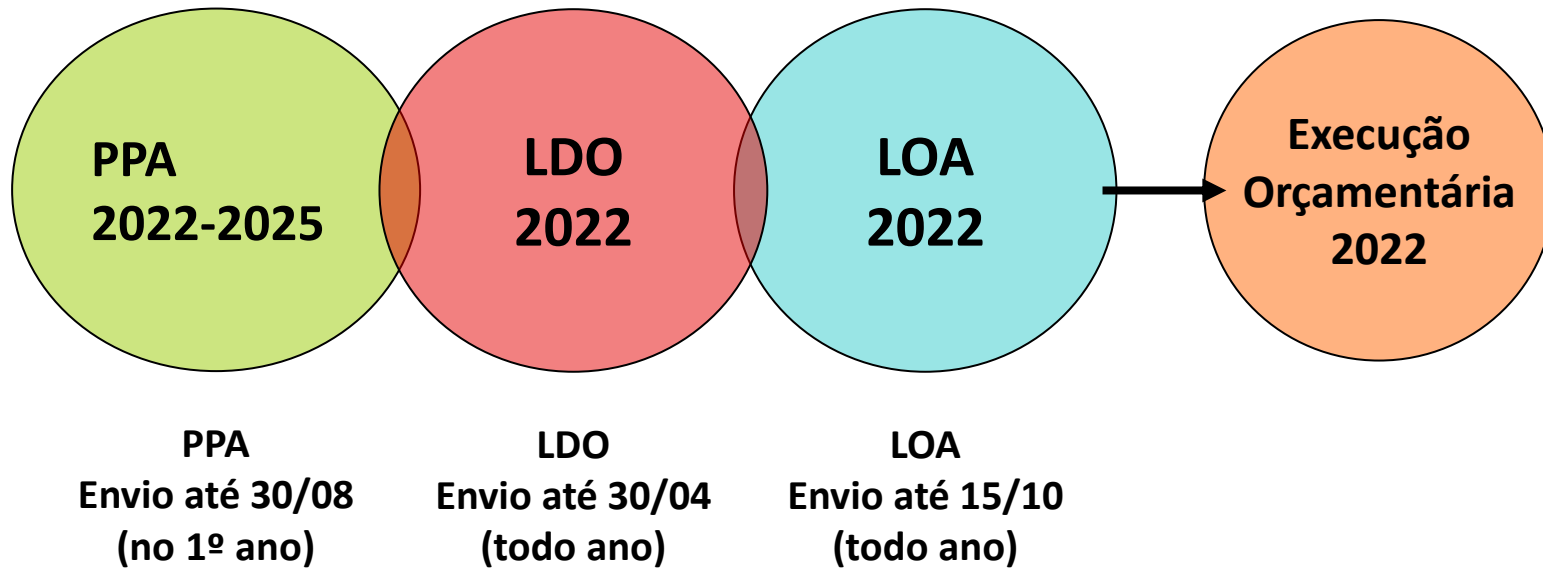 PPA
2022-2025
LDO
2022
LOA
2022
Execução
Orçamentária
2022
PPA
Envio até 30/08
(no 1º ano)
LDO
Envio até 30/04
(todo ano)
LOA
Envio até 15/10
(todo ano)